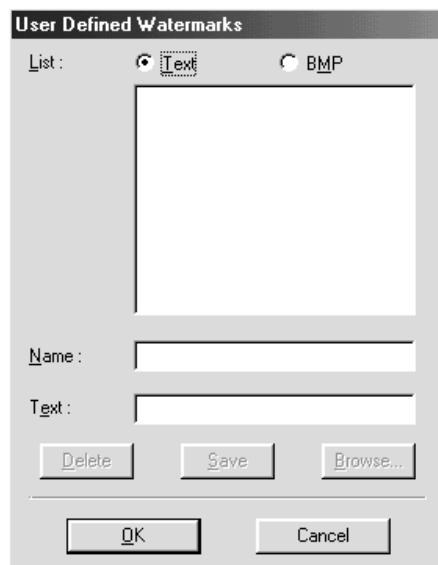 User Defined Watermarks
List : Text BMP
Name :
Text :
Delete Save Browse...
OK Cancel